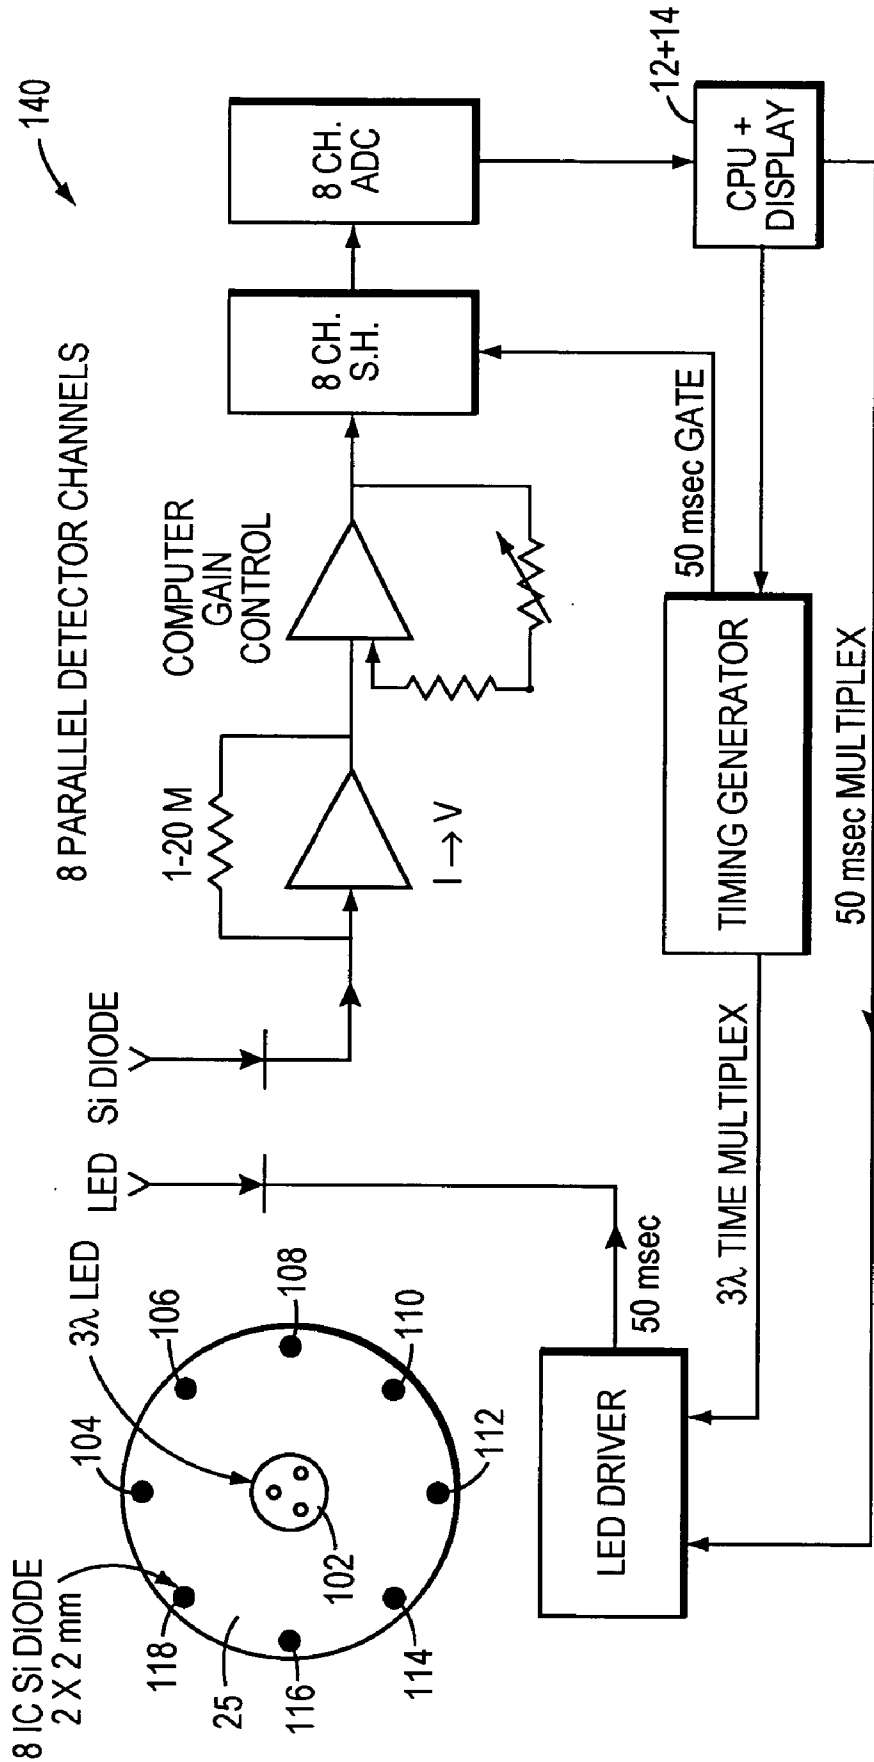 140
8 PARALLEL DETECTOR CHANNELS
8 IC Si DIODE
2 X 2 mm
3λ LED
LED
Si DIODE
104
106
108
110
112
114
116
118
25
102
1-20 M
I → V
COMPUTER
GAIN
CONTROL
8 CH.
S.H.
8 CH.
ADC
12+14
CPU +
DISPLAY
50 msec GATE
TIMING GENERATOR
3λ TIME MULTIPLEX
50 msec MULTIPLEX
50 msec
LED DRIVER